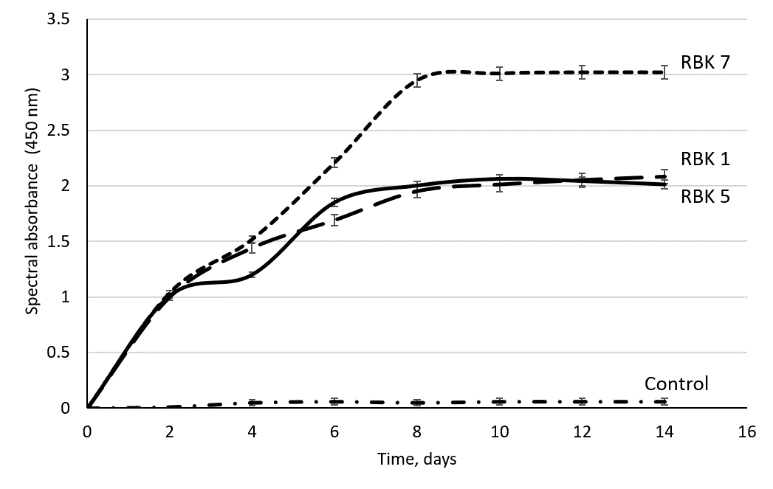 3.5
3
2.5
2
1.5
1
0.5
0
Spectral absorbance (450 nm)
RBK 7
RBK 1
RBK 5
Control
0 2 4 6 8 10 12 14 16
Time, days